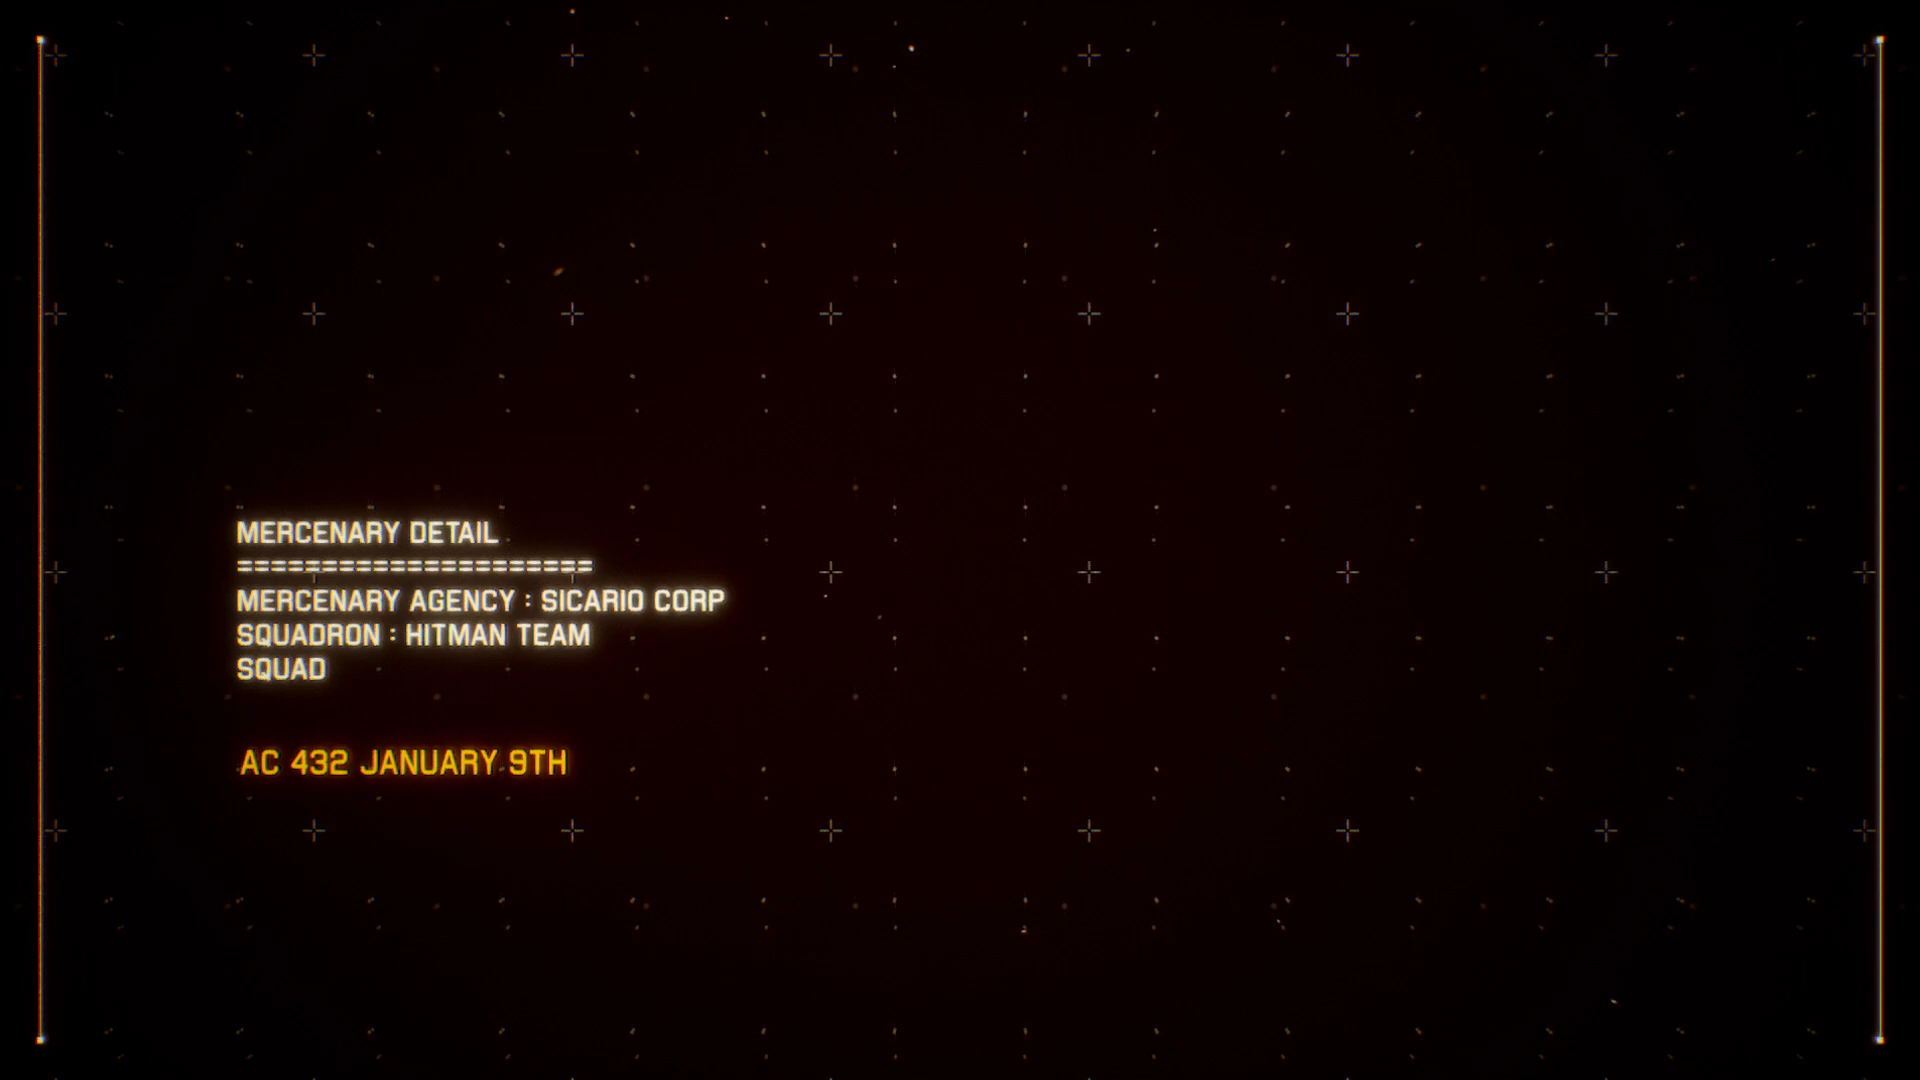 MERCENARY DETAIL
=====================
MERCENARY AGENCY : SICARIO CORP
SQUADRON : HITMAN TEAM
SQUAD
AC 432 JANUARY 9TH